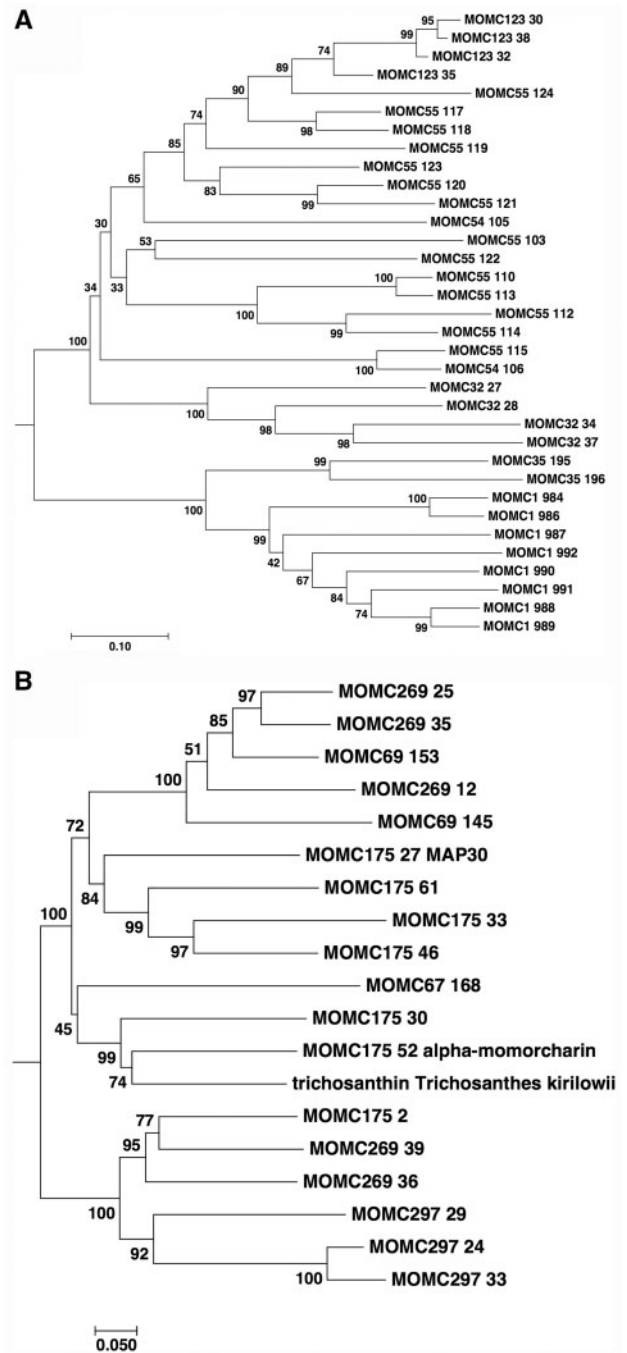 A
95 MOMC123 30
99 MOMC123 38
74 MOMC123 32
89 MOMC123 35
90 MOMC55 124
74 MOMC55 117
98 MOMC55 118
85 MOMC55 119
65 MOMC55 123
83 MOMC55 120
99 MOMC55 121
30 MOMC54 105
53 MOMC55 103
34 33 MOMC55 122
100 MOMC55 110
100 MOMC55 113
MOMC55 112
99 MOMC55 114
100 MOMC55 115
100 MOMC54 106
MOMC32 27
100 MOMC32 28
98 MOMC32 34
98 MOMC32 37
99 MOMC35 195
MOMC35 196
100 100 MOMC1 984
99 MOMC1 986
42 MOMC1 987
67 MOMC1 992
84 MOMC1 990
74 MOMC1 991
MOMC1 988
99 MOMC1 989
0.10
B
97 MOMC269 25
85 MOMC269 35
51 MOMC69 153
100 MOMC269 12
MOMC69 145
72 MOMC175 27 MAP30
84 MOMC175 61
99 MOMC175 33
100 97 MOMC175 46
MOMC67 168
45 MOMC175 30
99 MOMC175 52 alpha-momorcharin
74 trichosanthin Trichosanthes kirilowii
77 MOMC175 2
95 MOMC269 39
MOMC269 36
100 MOMC297 29
92 MOMC297 24
100 MOMC297 33
0.050